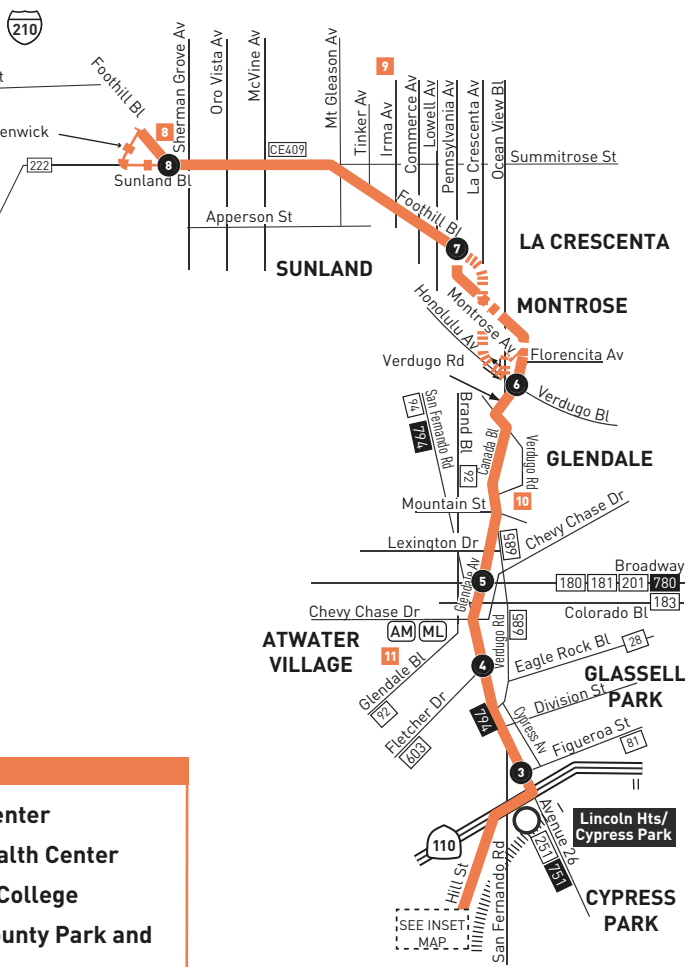 210
t
enwick
222
Foothill Bl
8
8
Sunland Bl
Sherman Grove Av
Oro Vista Av
McVine Av
CE409
Mt Gleason Av
Tinker Av
9
Irma Av
Commerce Av
Lowell Av
Pennsylvania Av
La Crescenta Av
Ocean View Bl
Summitrose St
Apperson St
Foothill Bl
SUNLAND
7
LA CRESCENTA
MONTROSE
Montrose Av
Honolulu Av
Florencita Av
Verdugo Rd
6
Verdugo Bl
94
794
San Fernando Rd
Brand Bl
92
Canada Bl
Verdugo Rd
GLENDALE
Mountain St
10
Chevy Chase Dr
Lexington Dr
685
Broadway
Glendale Av
5
180
181
201
780
183
Colorado Bl
Chevy Chase Dr
AM
ML
Verdugo Rd
685
ATWATER
VILLAGE
11
4
Eagle Rock Bl
28
Glendale Bl
92
GLASSELL
PARK
Fletcher Dr
603
Division St
794
Cypress Av
Figueroa St
81
3
110
Avenue 26
Lincoln Hts/
Cypress Park
251
751
Hill St
San Fernando Rd
CYPRESS
PARK
SEE INSET
MAP
enter
alth Center
College
ounty Park and